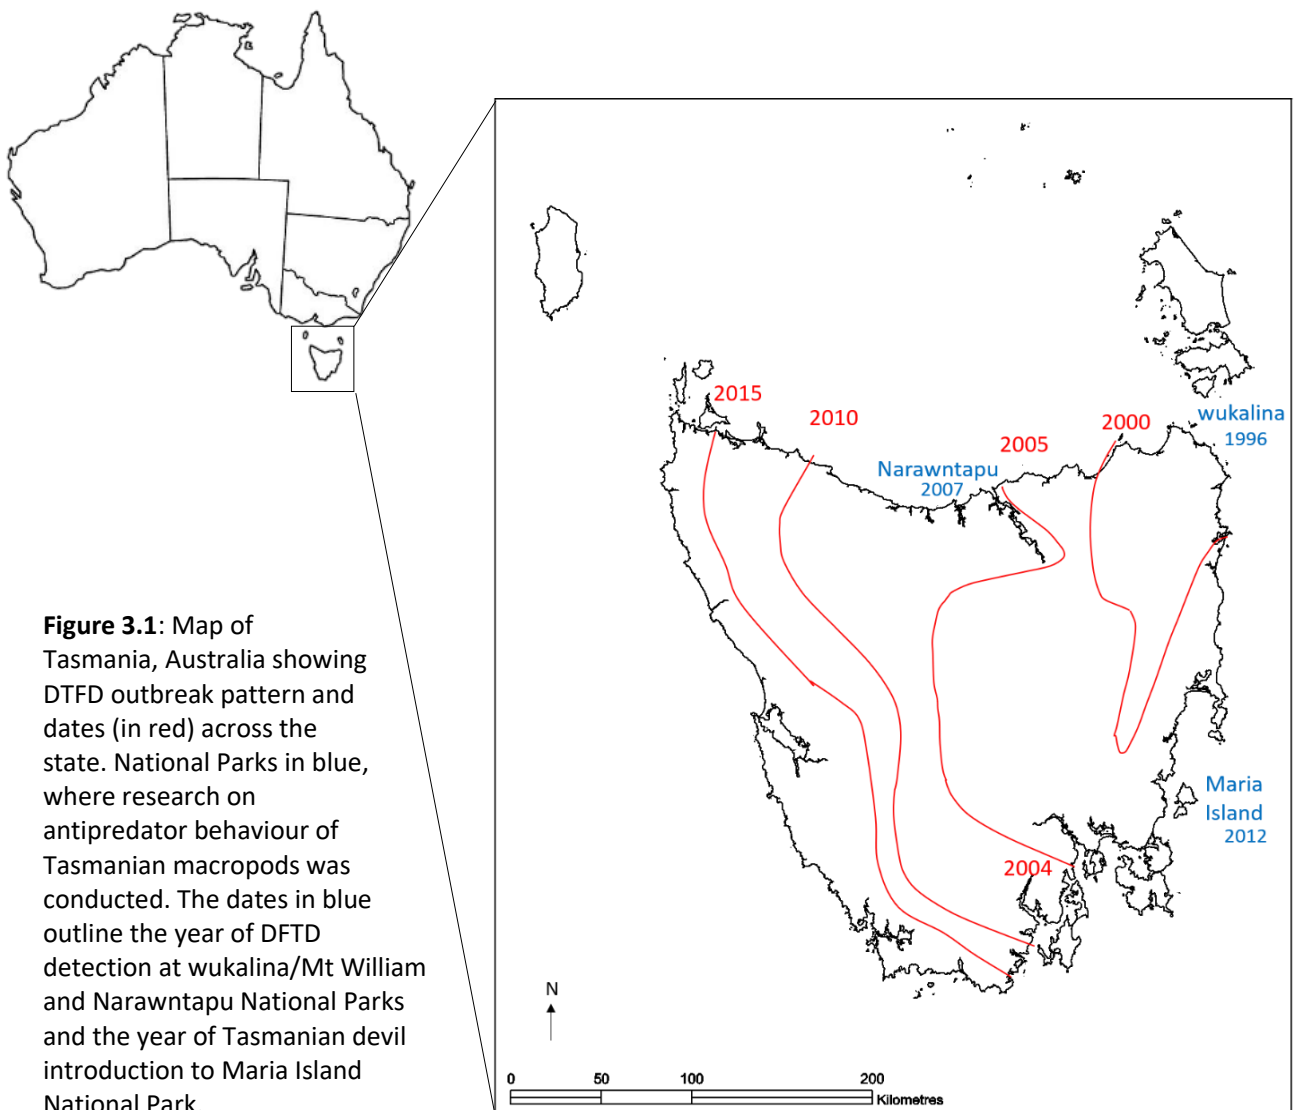 2015
2010
2000
wukalina
1996
2005
Narawntapu
2007
Figure 3.1: Map of
Tasmania, Australia showing
DTFD outbreak pattern and
dates (in red) across the
state. National Parks in blue,
where research on
antipredator behaviour of
Tasmanian macropods was
conducted. The dates in blue
outline the year of DFTD
detection at wukalina/Mt William
and Narawntapu National Parks
and the year of Tasmanian devil
introduction to Maria Island
National Park
Maria
Island
2012
2004
N
0 50 100 200
Kilometres